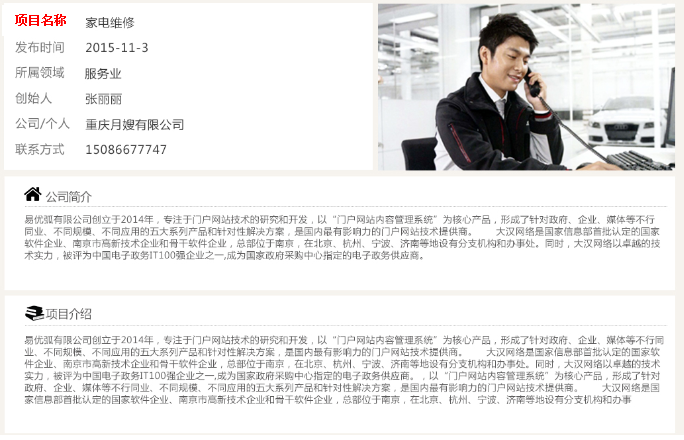 项目名称 家电维修
发布时间 2015-11-3
所属领域 服务业
创始人 张丽丽
公司/个人 重庆月嫂有限公司
联系方式 15086677747
公司简介
易优狐有限公司创立于2014年，专注于门户网站技术的研究和开发，以“门户网站内容管理系统”为核心产品，形成了针对政府、企业、媒体等不行
同业、不同规模、不同应用的五大系列产品和针对性解决方案，是国内最有影响力的门户网站技术提供商。 大汉网络是国家信息部首批认定的国家
软件企业、南京市高新技术企业和骨干软件企业，总部位于南京，在北京、杭州、宁波、济南等地设有分支机构和办事处。同时，大汉网络以卓越的技
术实力，被评为中国电子政务IT100强企业之一,成为国家政府采购中心指定的电子政务供应商。
项目介绍
易优狐有限公司创立于2014年，专注于门户网站技术的研究和开发，以“门户网站内容管理系统”为核心产品，形成了针对政府、企业、媒体等不行同
业、不同规模、不同应用的五大系列产品和针对性解决方案，是国内最有影响力的门户网站技术提供商。 大汉网络是国家信息部首批认定的国家软
件企业、南京市高新技术企业和骨干软件企业，总部位于南京，在北京、杭州、宁波、济南等地设有分支机构和办事处。同时，大汉网络以卓越的技术
实力，被评为中国电子政务IT100强企业之一,成为国家政府采购中心指定的电子政务供应商。，以“门户网站内容管理系统”为核心产品，形成了针对
政府、企业、媒体等不行同业、不同规模、不同应用的五大系列产品和针对性解决方案，是国内最有影响力的门户网站技术提供商。 大汉网络是国
家信息部首批认定的国家软件企业、南京市高新技术企业和骨干软件企业，总部位于南京，在北京、杭州、宁波、济南等地设有分支机构和办事